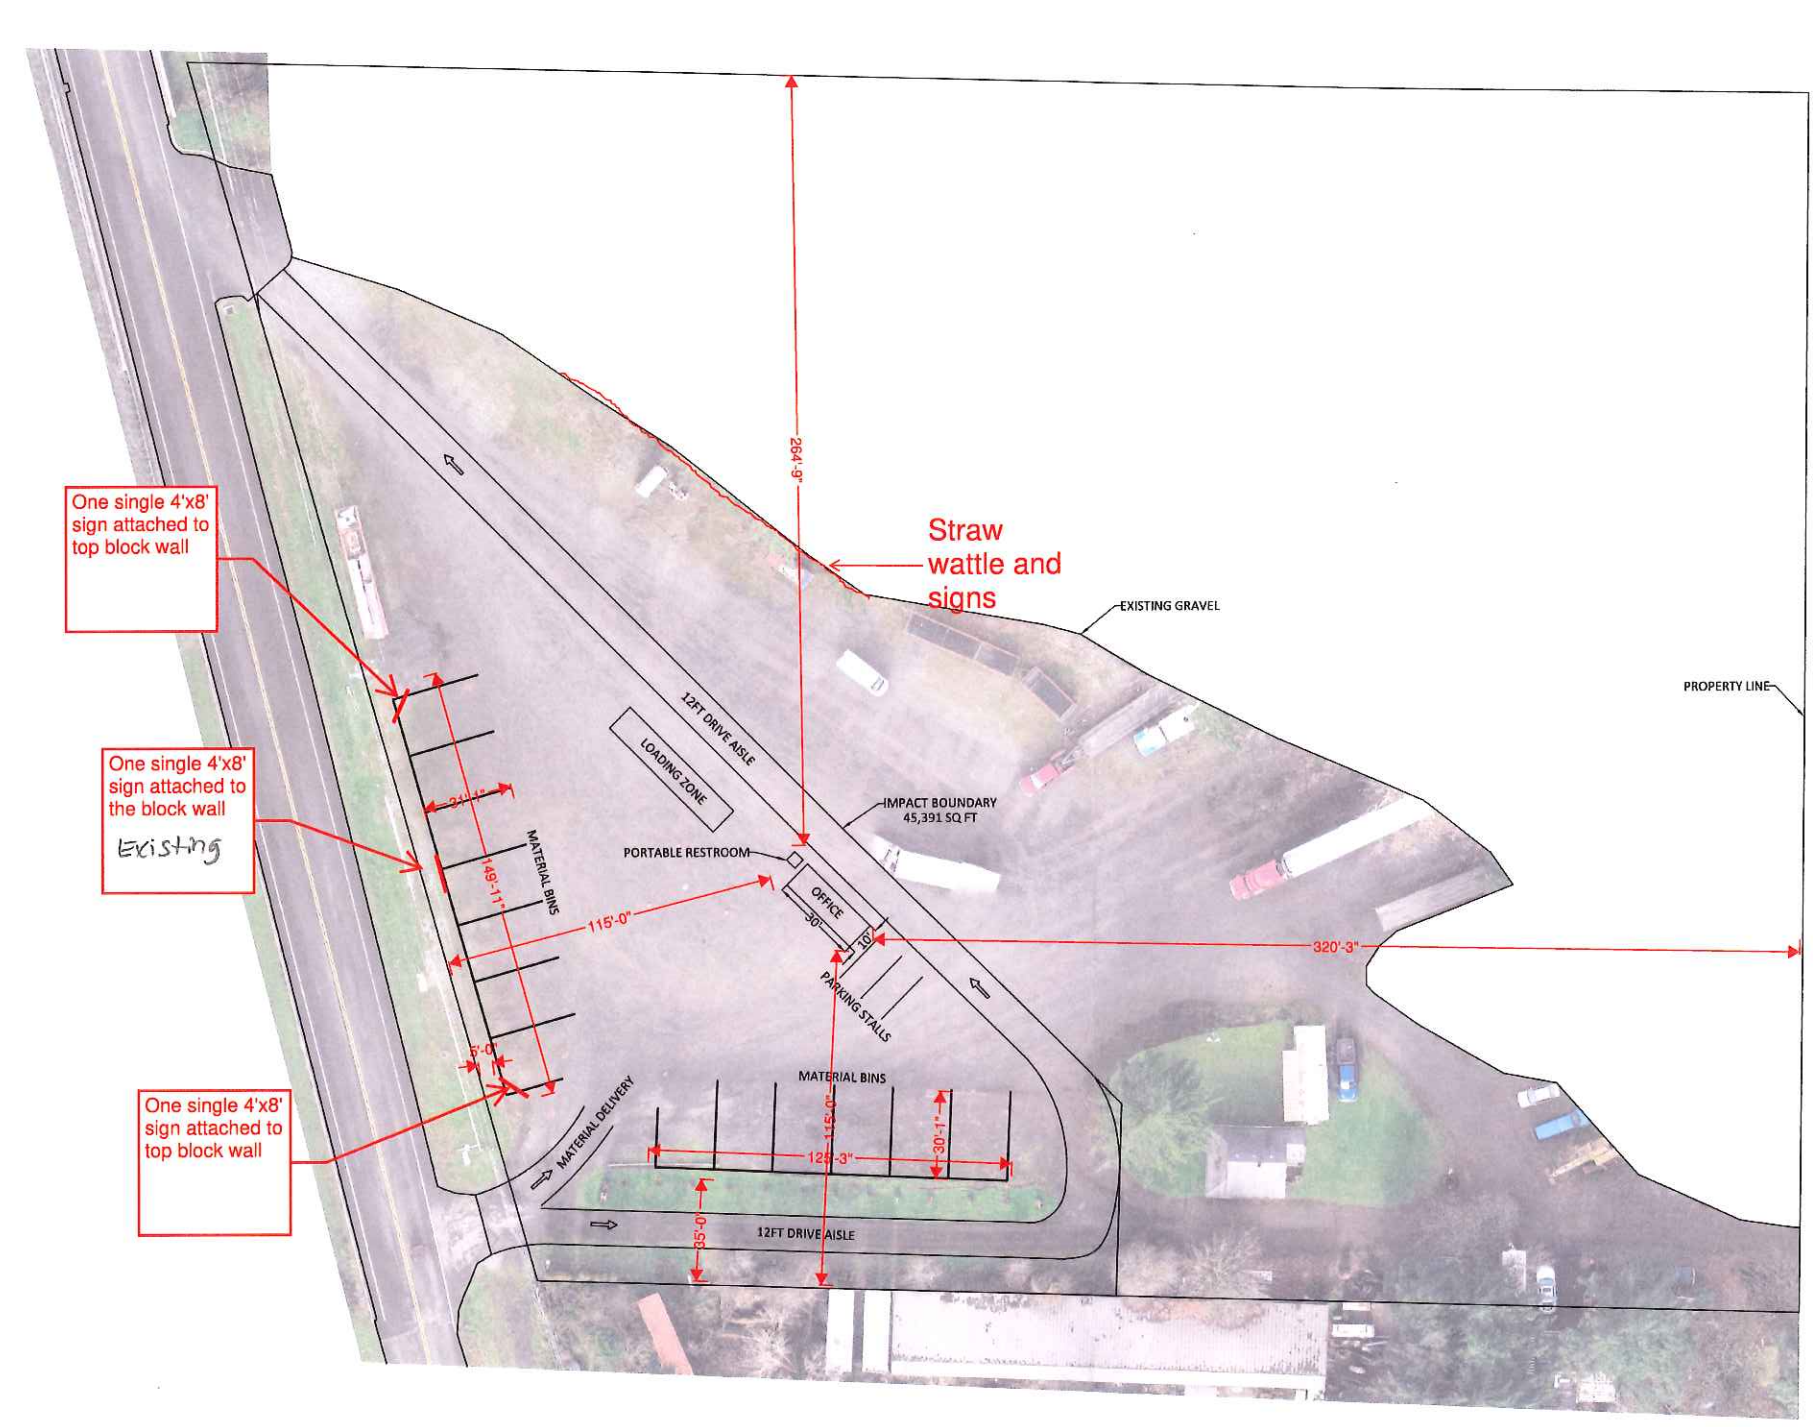 264'-9"
One single 4'x8'
sign attached to
top block wall
Straw
wattle and
signs
EXISTING GRAVEL
PROPERTY LINE
12FT DRIVE AISLE
LOADING ZONE
One single 4'x8'
sign attached to
the block wall
Existing
31'-1"
IMPACT BOUNDARY
45,391 SQ FT
PORTABLE RESTROOM
MATERIAL BINS
149'-11"
OFFICE
30'
10'
115'-0"
320'-3"
PARKING STALLS
5'-0"
MATERIAL BINS
One single 4'x8'
sign attached to
top block wall
MATERIAL DELIVERY
115'-0"
30'-1"
125'-3"
35'-0"
12FT DRIVE AISLE